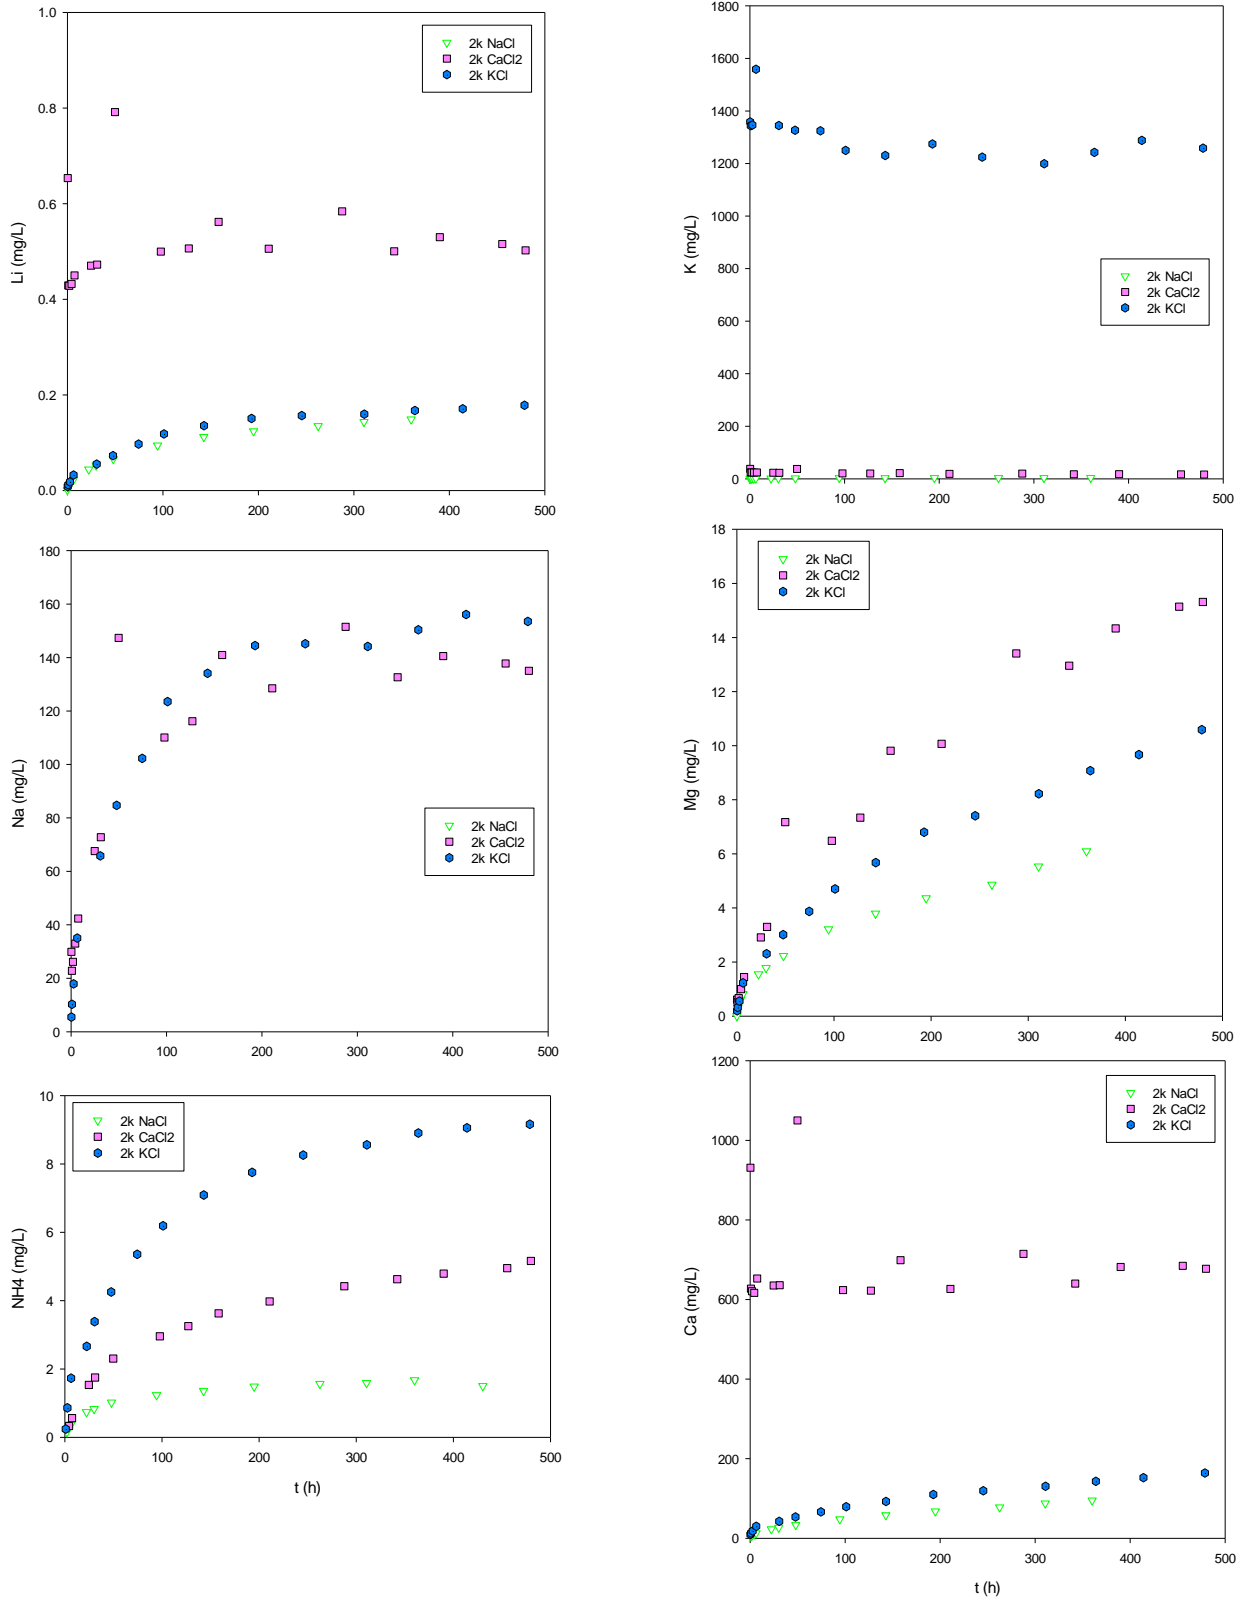 Li (mg/L)
1.0
0.8
0.6
0.4
0.2
0.0
0 100 200 300 400 500
2k NaCl
2k CaCl2
2k KCl
K (mg/L)
1800
1600
1400
1200
1000
800
600
400
200
0
0 100 200 300 400 500
2k NaCl
2k CaCl2
2k KCl
Na (mg/L)
180
160
140
120
100
80
60
40
20
0
0 100 200 300 400 500
2k NaCl
2k CaCl2
2k KCl
Mg (mg/L)
18
16
14
12
10
8
6
4
2
0
0 100 200 300 400 500
2k NaCl
2k CaCl2
2k KCl
NH4 (mg/L)
10
8
6
4
2
0
0 100 200 300 400 500
t (h)
2k NaCl
2k CaCl2
2k KCl
Ca (mg/L)
1200
1000
800
600
400
200
0
0 100 200 300 400 500
t (h)
2k NaCl
2k CaCl2
2k KCl